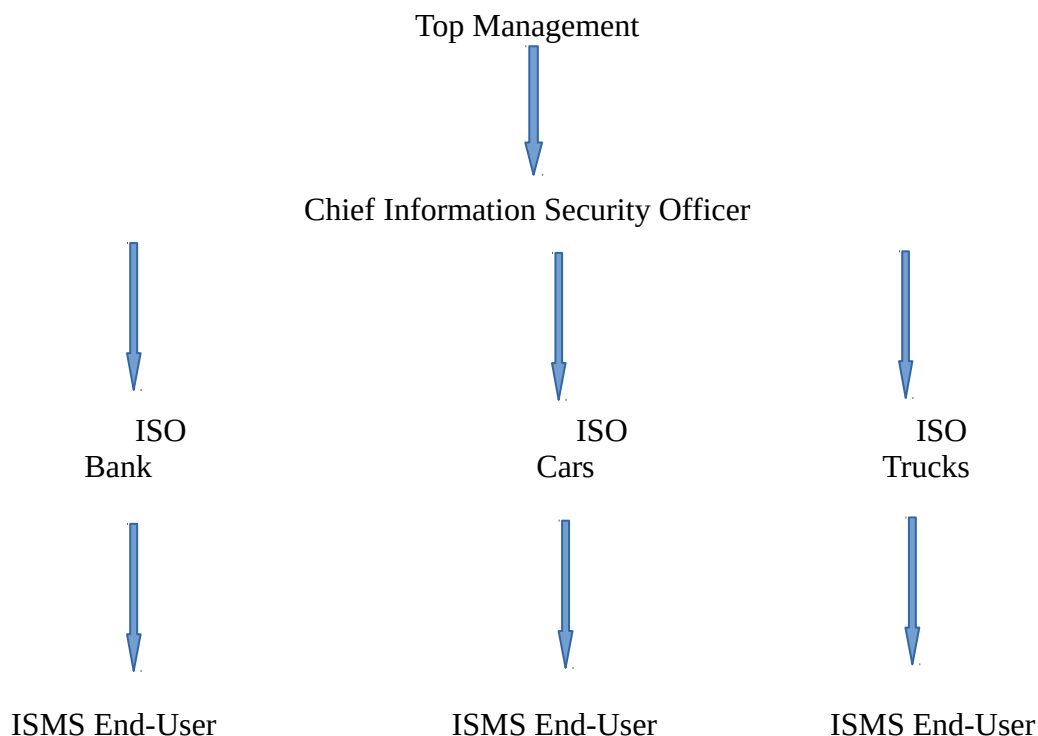 Top Management
Chief Information Security Officer
ISO ISO ISO
Bank Cars Trucks
ISMS End-User ISMS End-User ISMS End-User